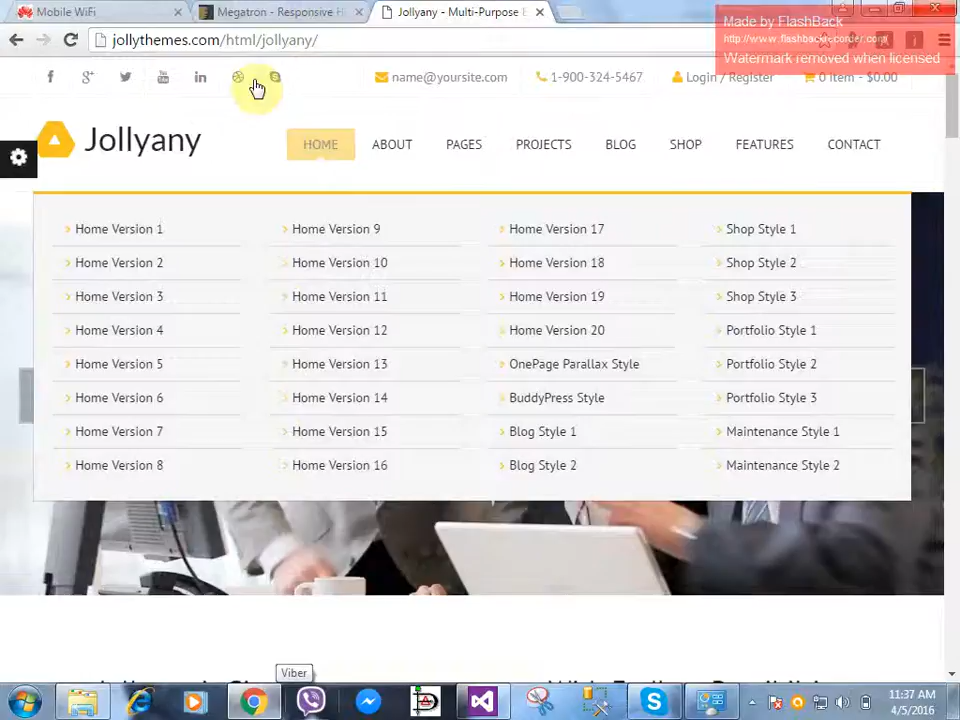 Mobile WiFi
Megatron - Responsive H
Jollyany - Multi-Purpose E
Made by FlashBack
jollythemes.com/html/jollyany/
Watermark removed when licensed
name@yoursite.com
1-900-324-5467
Login / Register
0 item - $0.00
Jollyany
HOME
ABOUT
PAGES
PROJECTS
BLOG
SHOP
FEATURES
CONTACT
Home Version 1
Home Version 2
Home Version 3
Home Version 4
Home Version 5
Home Version 6
Home Version 7
Home Version 8
Home Version 9
Home Version 10
Home Version 11
Home Version 12
Home Version 13
Home Version 14
Home Version 15
Home Version 16
Home Version 17
Home Version 18
Home Version 19
Home Version 20
OnePage Parallax Style
BuddyPress Style
Blog Style 1
Blog Style 2
Shop Style 1
Shop Style 2
Shop Style 3
Portfolio Style 1
Portfolio Style 2
Portfolio Style 3
Maintenance Style 1
Maintenance Style 2
Viber
11:37 AM
4/5/2016